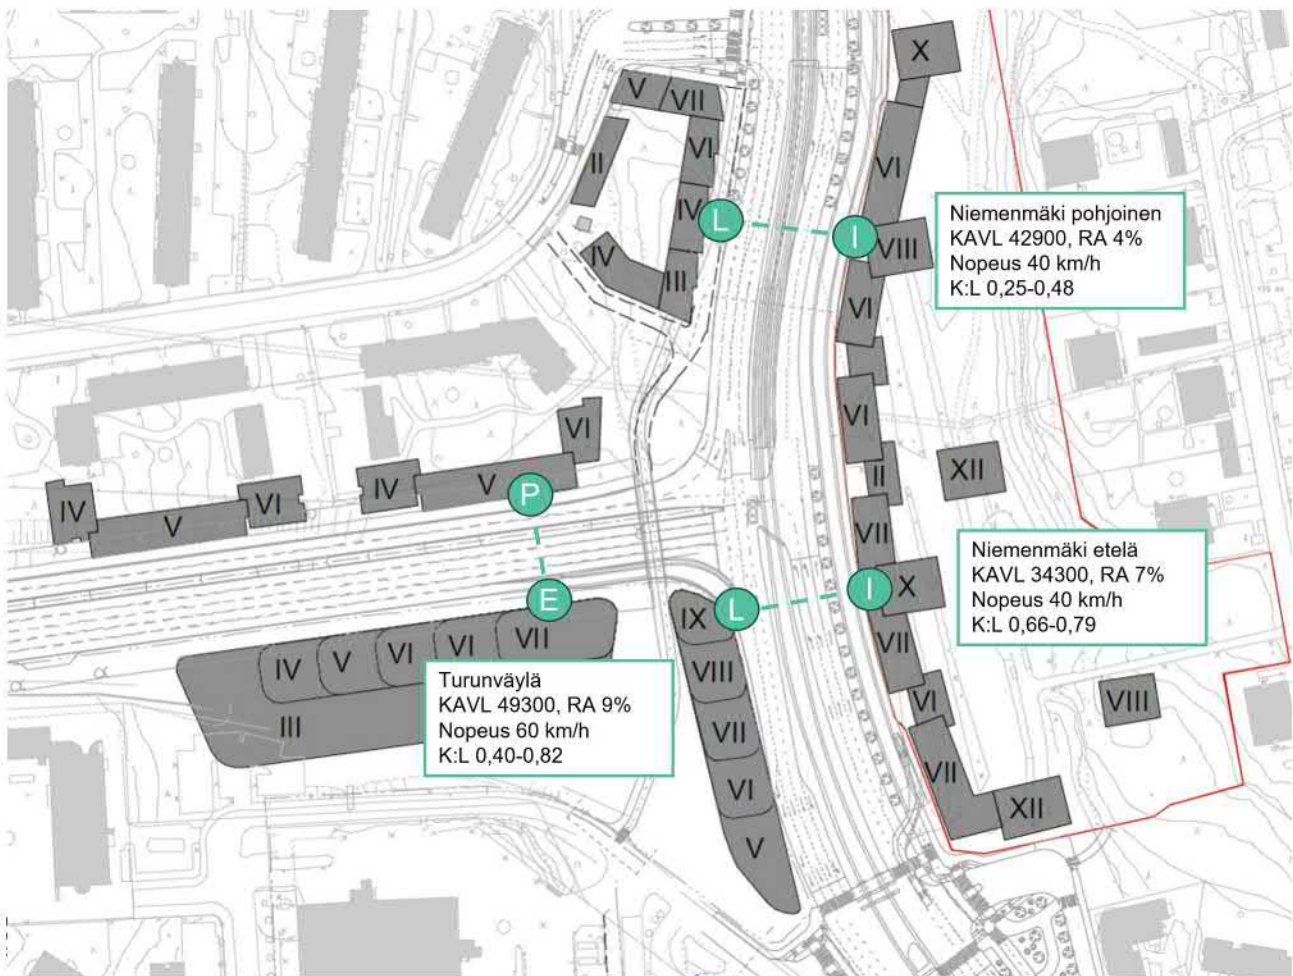 X
V
VII
VI
II
VI
IV
L
I
VIII
IV
III
VI
Niemenmäki pohjoinen
KAVL 42900, RA 4%
Nopeus 40 km/h
K:L 0,25-0,48
VI
VI
IV
V
VI
IV
V
P
II
XII
VII
Niemenmäki etelä
KAVL 34300, RA 7%
Nopeus 40 km/h
K:L 0,66-0,79
E
L
I
X
IX
VII
IV
V
VI
VI
VII
VIII
VI
VIII
III
Turunväylä
KAVL 49300, RA 9%
Nopeus 60 km/h
K:L 0,40-0,82
VII
VI
V
VII
XII